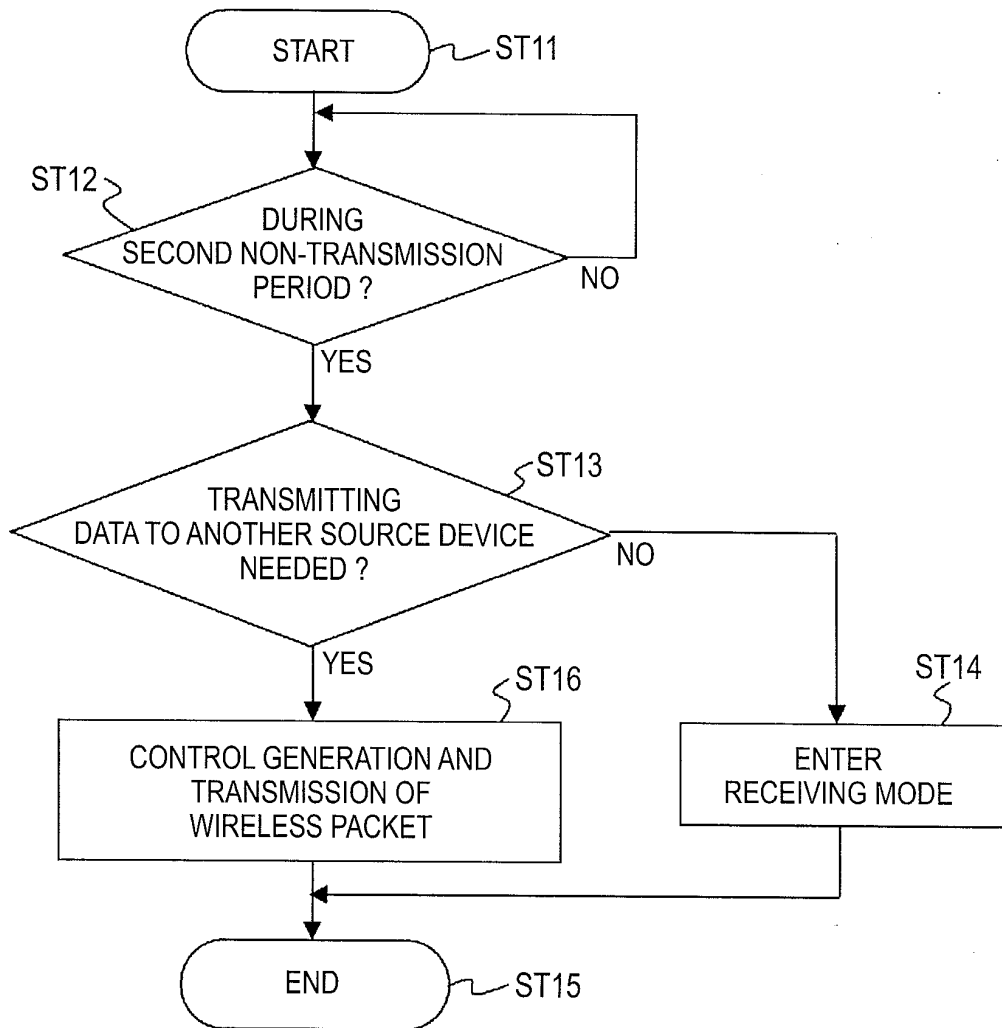 START
ST11
ST12
DURING
SECOND NON-TRANSMISSION
PERIOD ?
NO
YES
ST13
TRANSMITTING
DATA TO ANOTHER SOURCE DEVICE
NEEDED ?
NO
YES
ST16
ST14
CONTROL GENERATION AND
TRANSMISSION OF
WIRELESS PACKET
ENTER
RECEIVING MODE
END
ST15